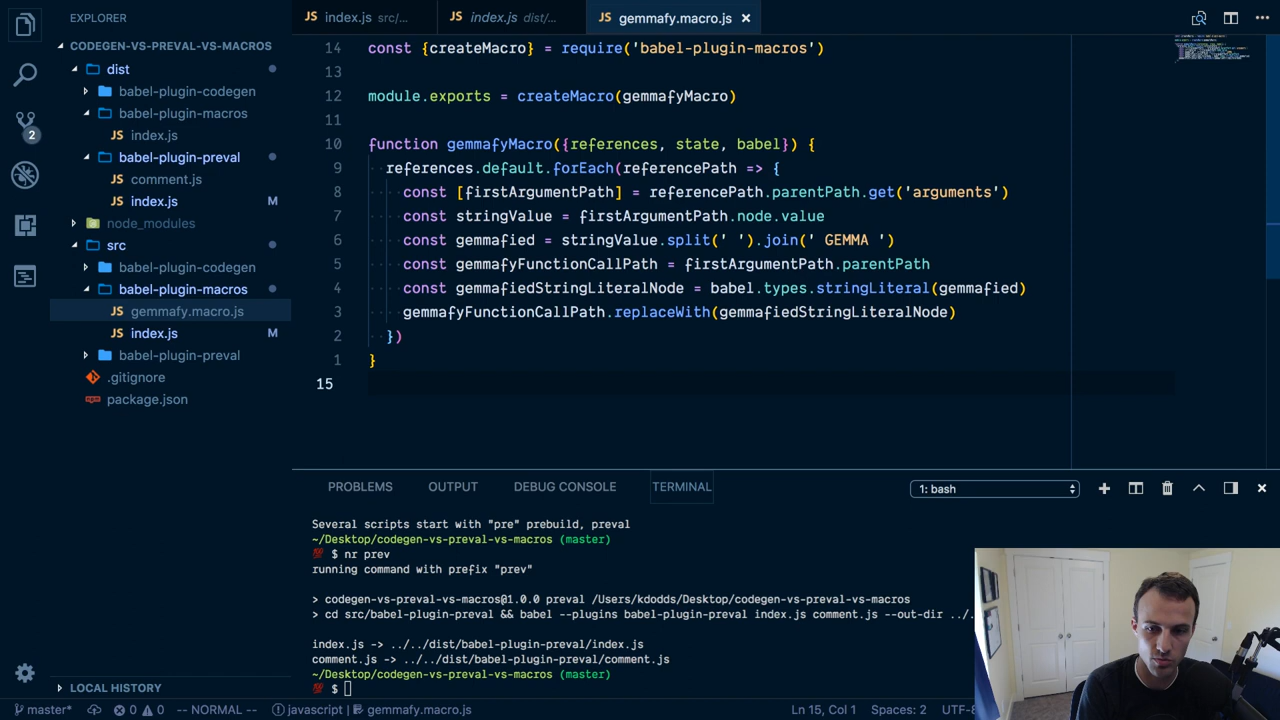 EXPLORER
CODEGEN-VS-PREVAL-VS-MACROS
dist
babel-plugin-codegen
babel-plugin-macros
JS index.js
babel-plugin-preval
JS comment.js
JS index.js M
node_modules
src
babel-plugin-codegen
babel-plugin-macros
JS gemmafy.macro.js
JS index.js M
babel-plugin-preval
.gitignore
package.json
LOCAL HISTORY
2
JS index.js src/...
JS index.js dist/...
JS gemmafy.macro.js ×
14 const {createMacro} = require('babel-plugin-macros')
13
12 module.exports = createMacro(gemmafyMacro)
11
10 function gemmafyMacro({references, state, babel}) {
9 references.default.forEach(referencePath => {
8 const [firstArgumentPath] = referencePath.parentPath.get('arguments')
7 const stringValue = firstArgumentPath.node.value
6 const gemmafied = stringValue.split(' ').join(' GEMMA ')
5 const gemmafyFunctionCallPath = firstArgumentPath.parentPath
4 const gemmafiedStringLiteralNode = babel.types.stringLiteral(gemmafied)
3 gemmafyFunctionCallPath.replaceWith(gemmafiedStringLiteralNode)
2 })
1 }
15
PROBLEMS OUTPUT DEBUG CONSOLE TERMINAL 1: bash
Several scripts start with "pre" prebuild, preval
~/Desktop/codegen-vs-preval-vs-macros (master)
💯 $ nr prev
running command with prefix "prev"
> codegen-vs-preval-vs-macros@1.0.0 preval /Users/kdodds/Desktop/codegen-vs-preval-vs-macros
> cd src/babel-plugin-preval && babel --plugins babel-plugin-preval index.js comment.js --out-dir ../.
index.js -> ../../dist/babel-plugin-preval/index.js
comment.js -> ../../dist/babel-plugin-preval/comment.js
~/Desktop/codegen-vs-preval-vs-macros (master)
💯 $
master* 0 0 -- NORMAL -- javascript gemmafy.macro.js Ln 15, Col 1 Spaces: 2 UTF-8